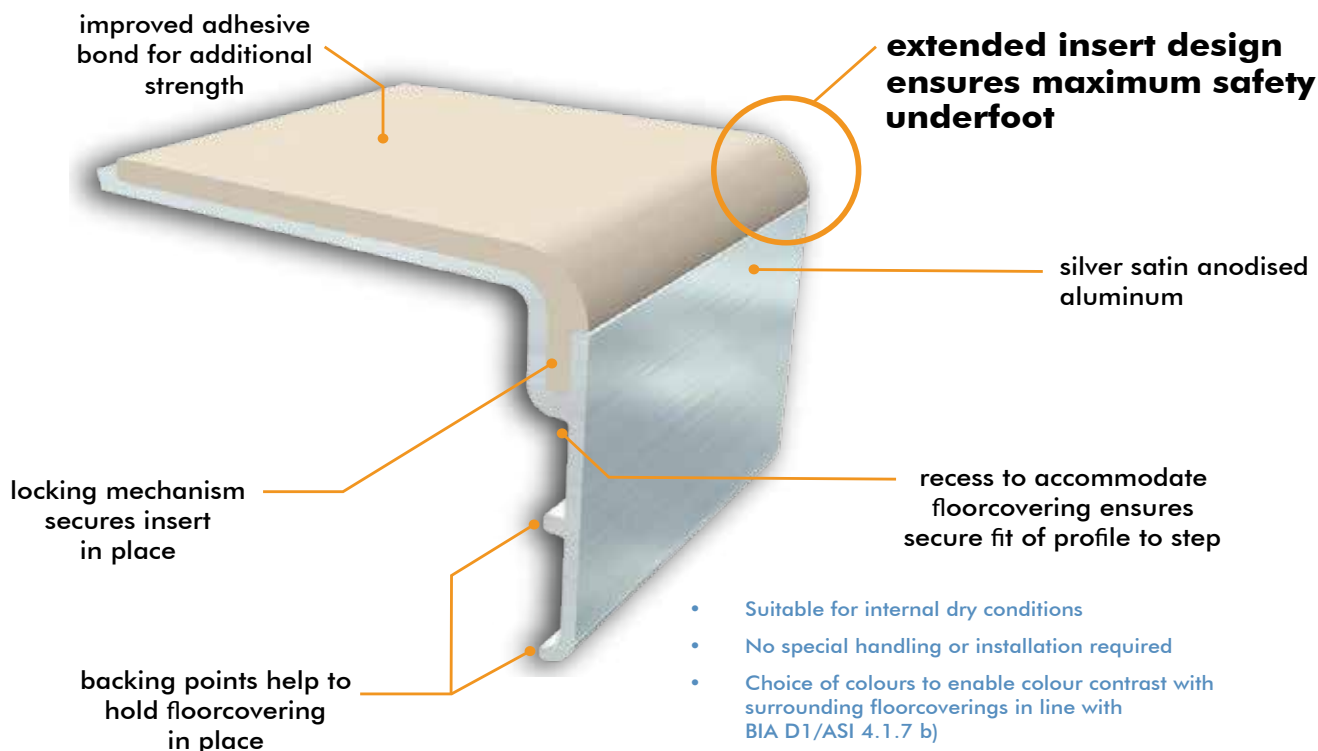 improved adhesive
bond for additional
strength
extended insert design
ensures maximum safety
underfoot
silver satin anodised
aluminum
locking mechanism
secures insert
in place
recess to accommodate
floorcovering ensures
secure fit of profile to step
backing points help to
hold floorcovering
in place
• Suitable for internal dry conditions
• No special handling or installation required
• Choice of colours to enable colour contrast with
surrounding floorcoverings in line with
BIA D1/ASI 4.1.7 b)